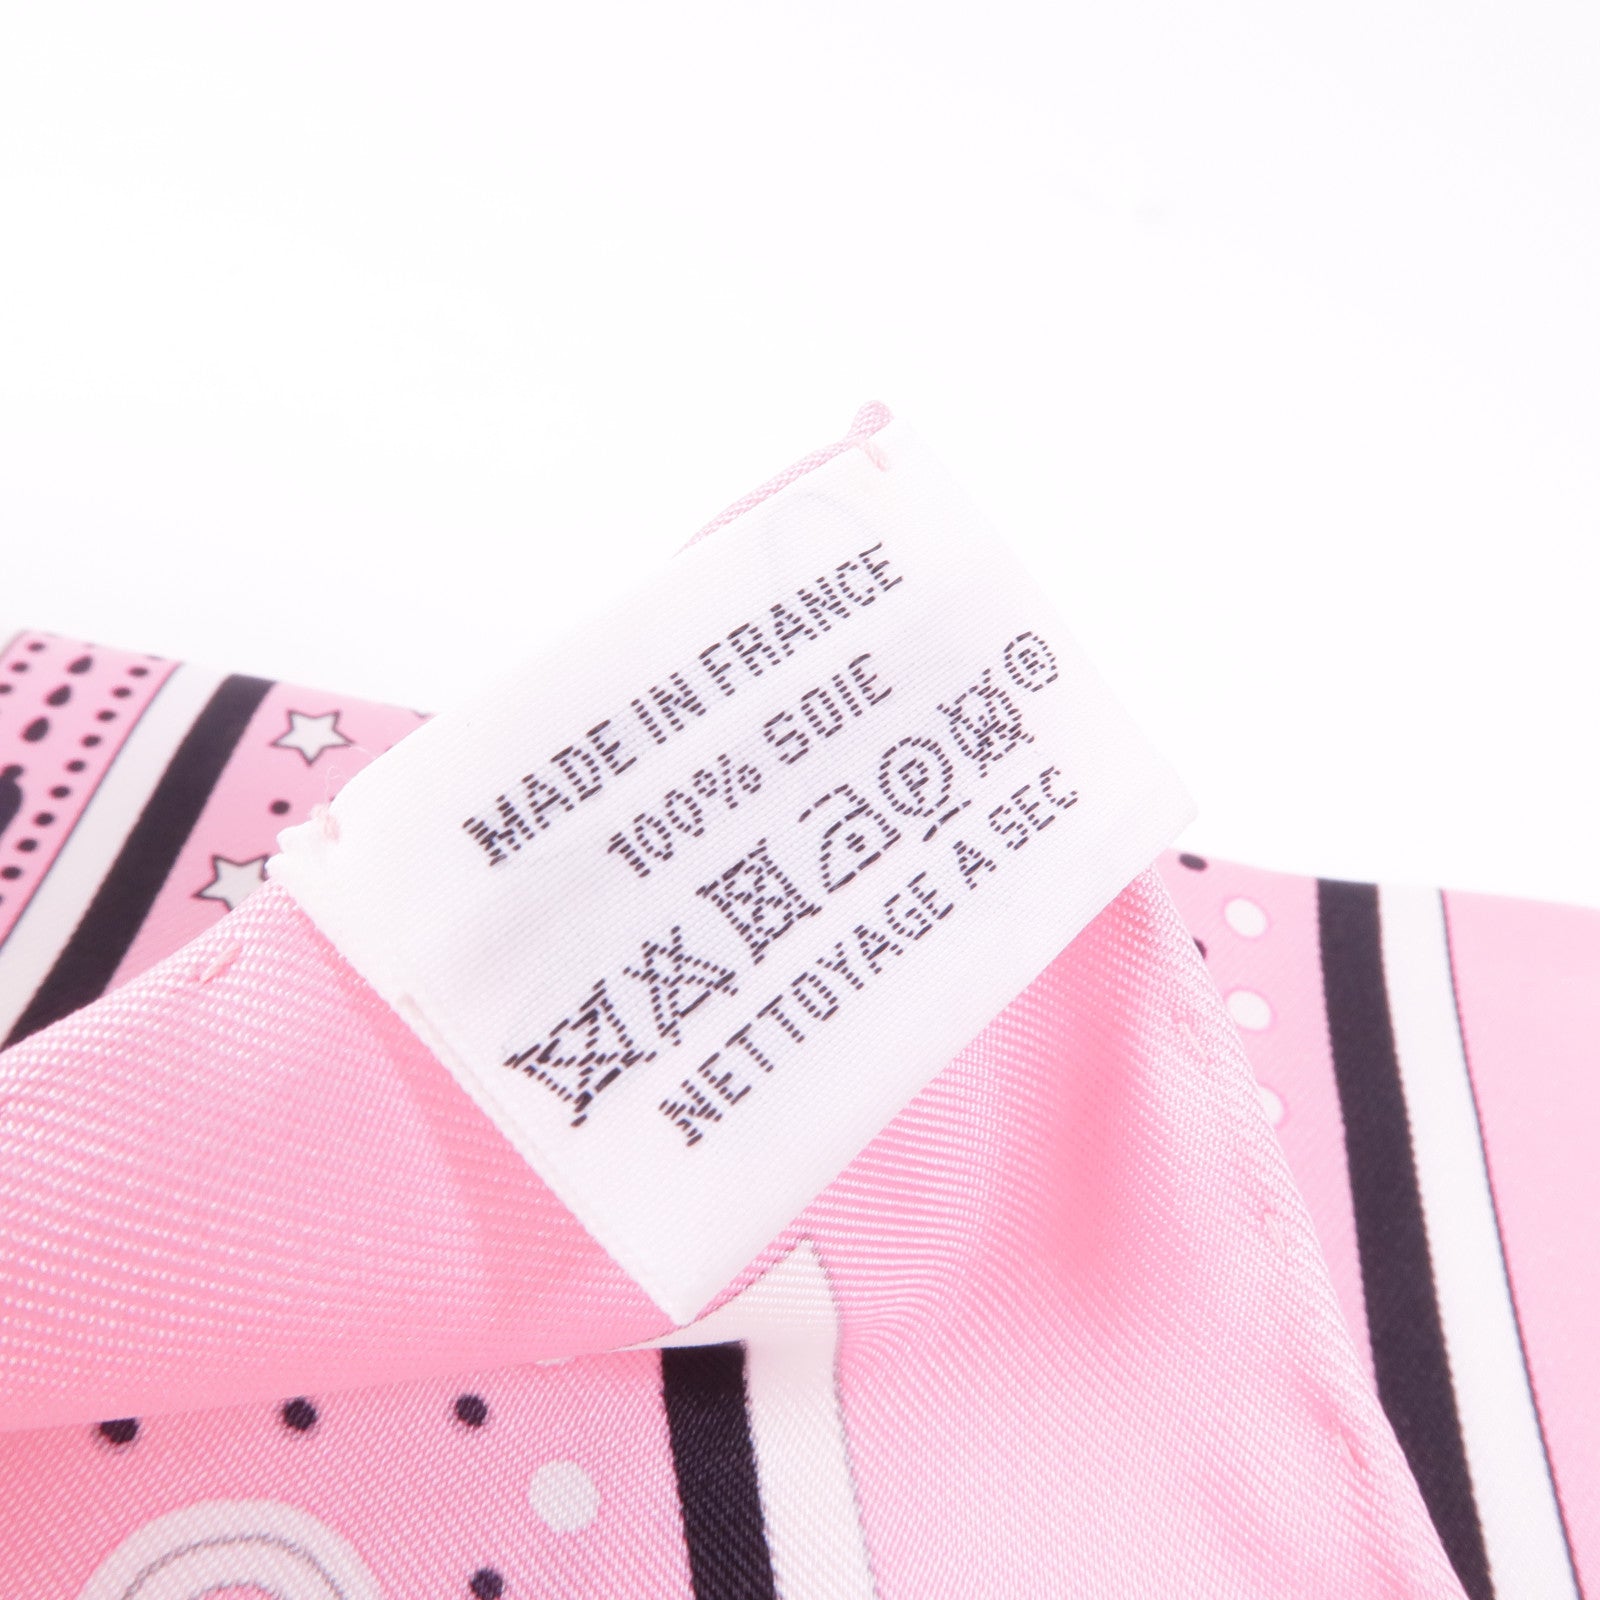 MADE IN FRANCE
100% SOIE
P ®
NETTOYAGE A SEC